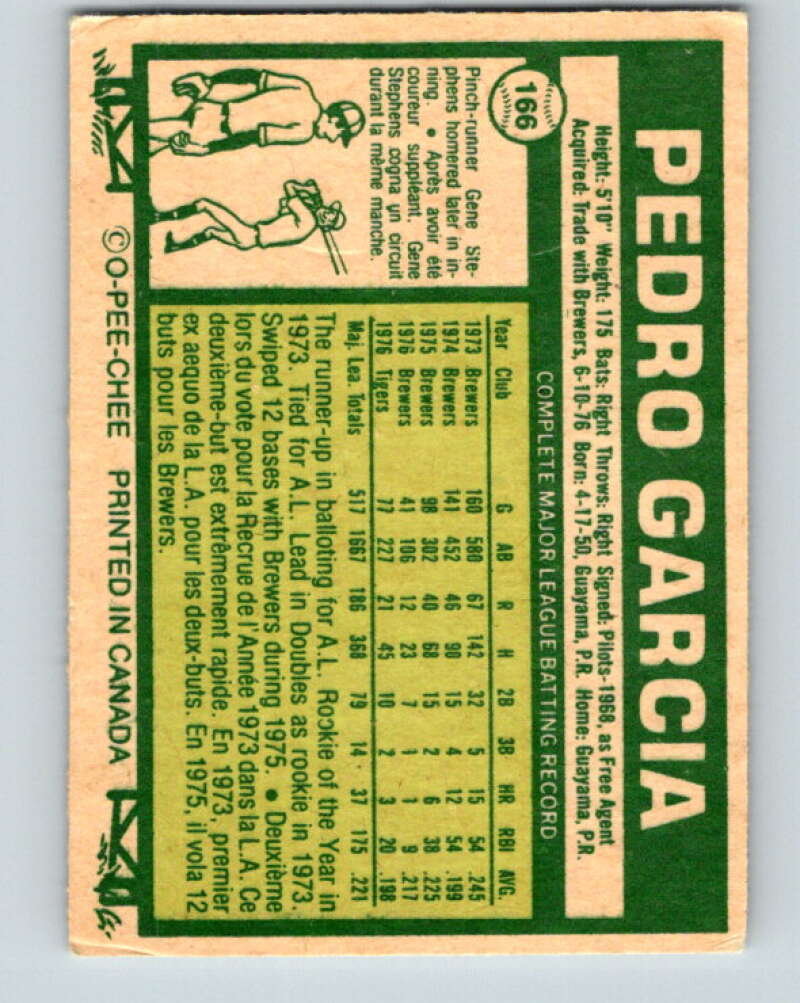 PEDRO GARCIA
Height: 5'10" Weight: 175 Bats: Right Throws: Right Signed: Pilots-1968, as Free Agent
Acquired: Trade with Brewers, 6-10-76 Born: 4-17-50, Guayama, P.R. Home: Guayama, P.R.
166
COMPLETE MAJOR LEAGUE BATTING RECORD
Pinch-runner Gene Ste-
phens homered later in in-
ning. • Après avoir été
coureur suppléant. Gene
Stephens cogna un circuit
durant la même manche.
Year Club G AB R H 2B 3B HR RBI AVG.
1973 Brewers 160 580 67 142 32 5 15 54 .245
1974 Brewers 141 452 46 90 15 4 12 54 .199
1975 Brewers 98 302 40 68 15 2 6 38 .225
1976 Brewers 41 106 12 23 7 1 1 9 .217
1976 Tigers 77 227 21 45 10 2 3 20 .198
Maj. Lea. Totals 517 1667 186 368 79 14 37 175 .221
The runner-up in balloting for A.L. Rookie of the Year in
1973. Tied for A.L. Lead in Doubles as rookie in 1973.
Swiped 12 bases with Brewers during 1975. • Deuxième
lors du vote pour la Recrue de l'Année 1973 dans la L.A. Ce
deuxième-but est extrêmement rapide. En 1973, premier
ex aequo de la L.A. pour les deux-buts. En 1975, il vola 12
buts pour les Brewers.
©O-PEE-CHEE PRINTED IN CANADA